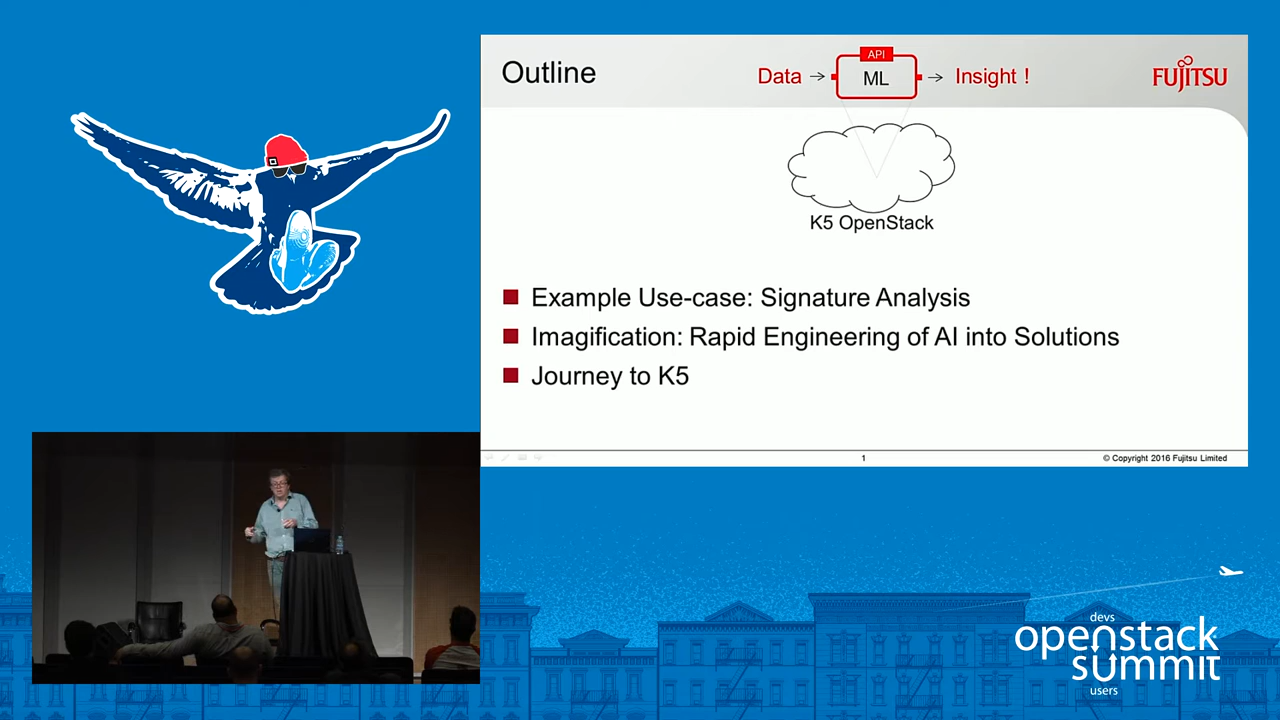 Outline
API
Data → ML → Insight !
FUJITSU
K5 OpenStack
Example Use-case: Signature Analysis
Imagification: Rapid Engineering of AI into Solutions
Journey to K5
1
© Copyright 2016 Fujitsu Limited
devs
openstack
summit
users